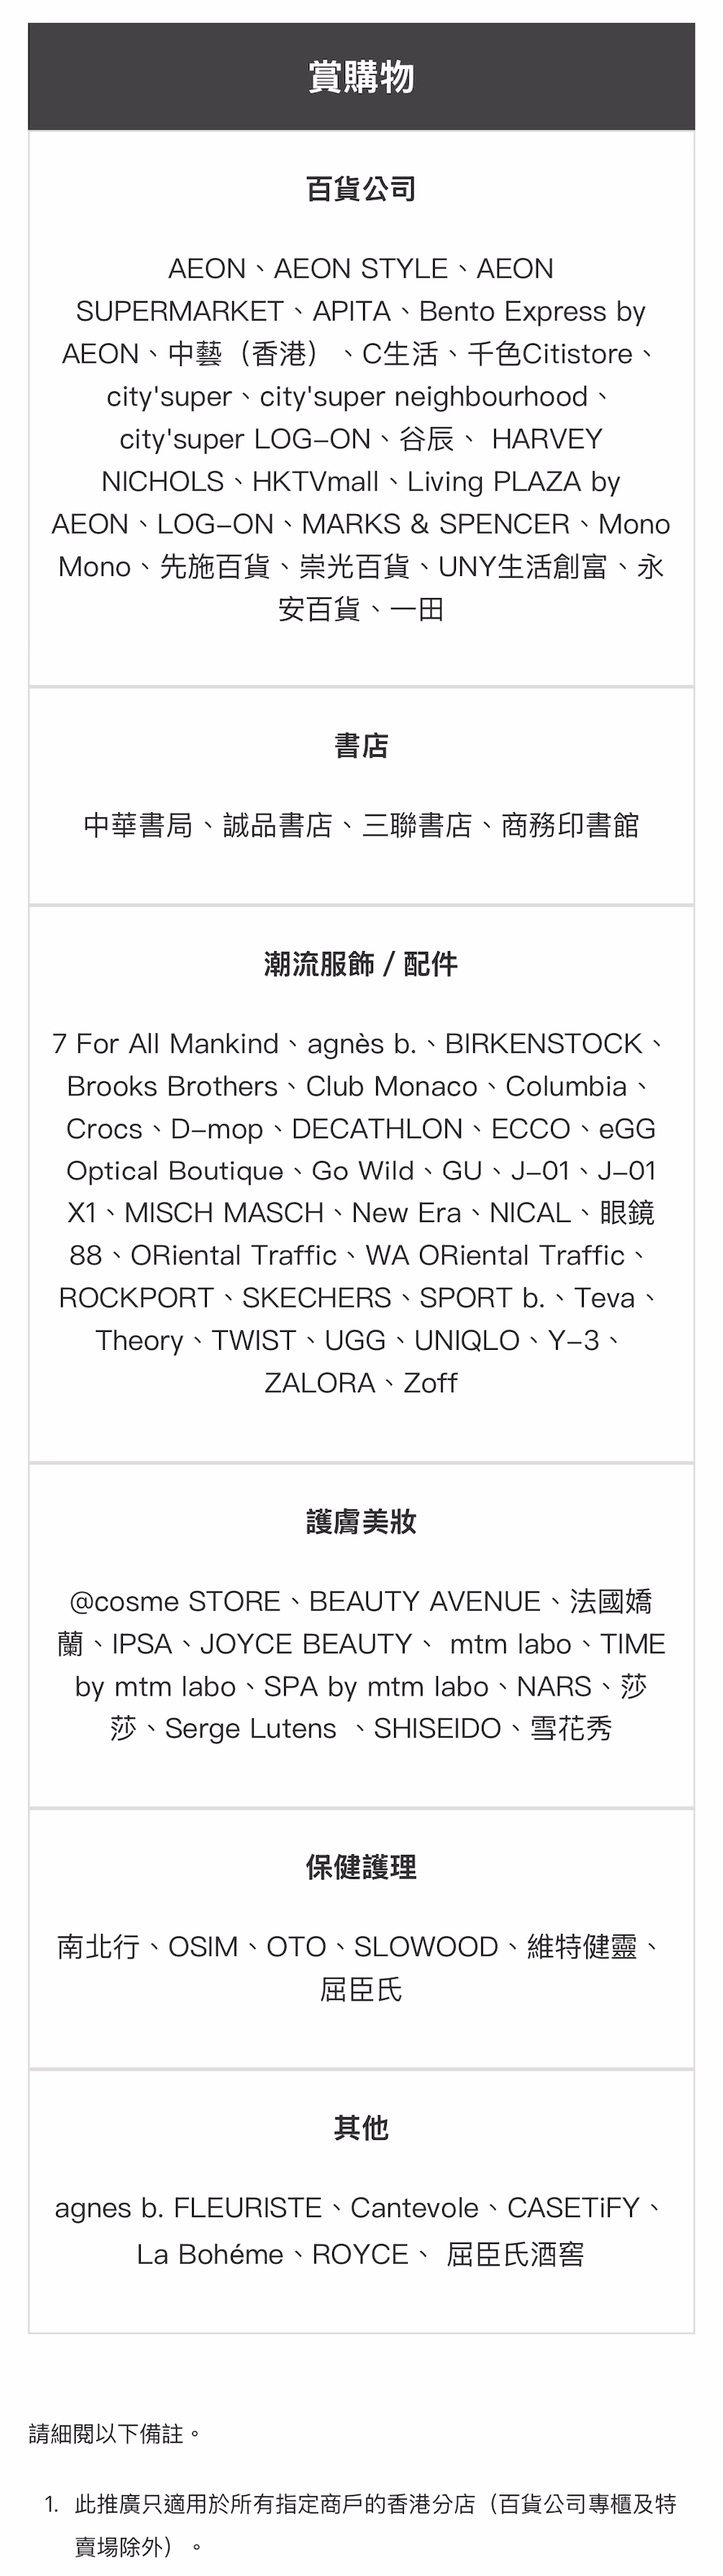 賞購物
百貨公司
AEON、AEON STYLE、AEON
SUPERMARKET、APITA、Bento Express by
AEON、中藝（香港）、C生活、千色Citistore、
city'super、city'super neighbourhood、
city'super LOG-ON、谷辰、 HARVEY
NICHOLS、HKTVmall、Living PLAZA by
AEON、LOG-ON、MARKS & SPENCER、Mono
Mono、先施百貨、崇光百貨、UNY生活創富、永
安百貨、一田
書店
中華書局、誠品書店、三聯書店、商務印書館
潮流服飾 / 配件
7 For All Mankind、agnès b.、BIRKENSTOCK、
Brooks Brothers、Club Monaco、Columbia、
Crocs、D-mop、DECATHLON、ECCO、eGG
Optical Boutique、Go Wild、GU、J-01、J-01
X1、MISCH MASCH、New Era、NICAL、眼鏡
88、ORiental Traffic、WA ORiental Traffic、
ROCKPORT、SKECHERS、SPORT b.、Teva、
Theory、TWIST、UGG、UNIQLO、Y-3、
ZALORA、Zoff
護膚美妝
@cosme STORE、BEAUTY AVENUE、法國嬌
蘭、IPSA、JOYCE BEAUTY、 mtm labo、TIME
by mtm labo、SPA by mtm labo、NARS、莎
莎、Serge Lutens 、SHISEIDO、雪花秀
保健護理
南北行、OSIM、OTO、SLOWOOD、維特健靈、
屈臣氏
其他
agnes b. FLEURISTE、Cantevole、CASETiFY、
La Bohéme、ROYCE、 屈臣氏酒窖
請細閱以下備註。
1. 此推廣只適用於所有指定商戶的香港分店（百貨公司專櫃及特
賣場除外）。